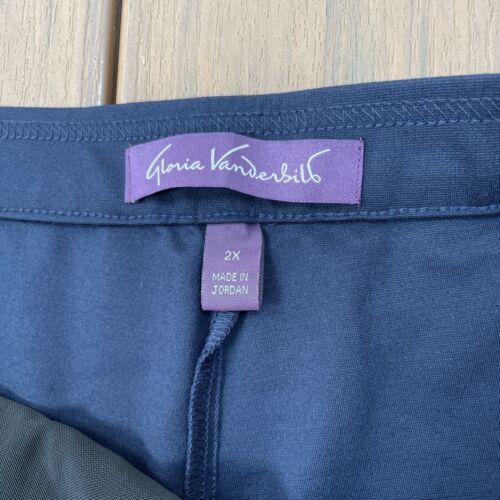 Gloria Vanderbilt
2X
MADE IN
JORDAN